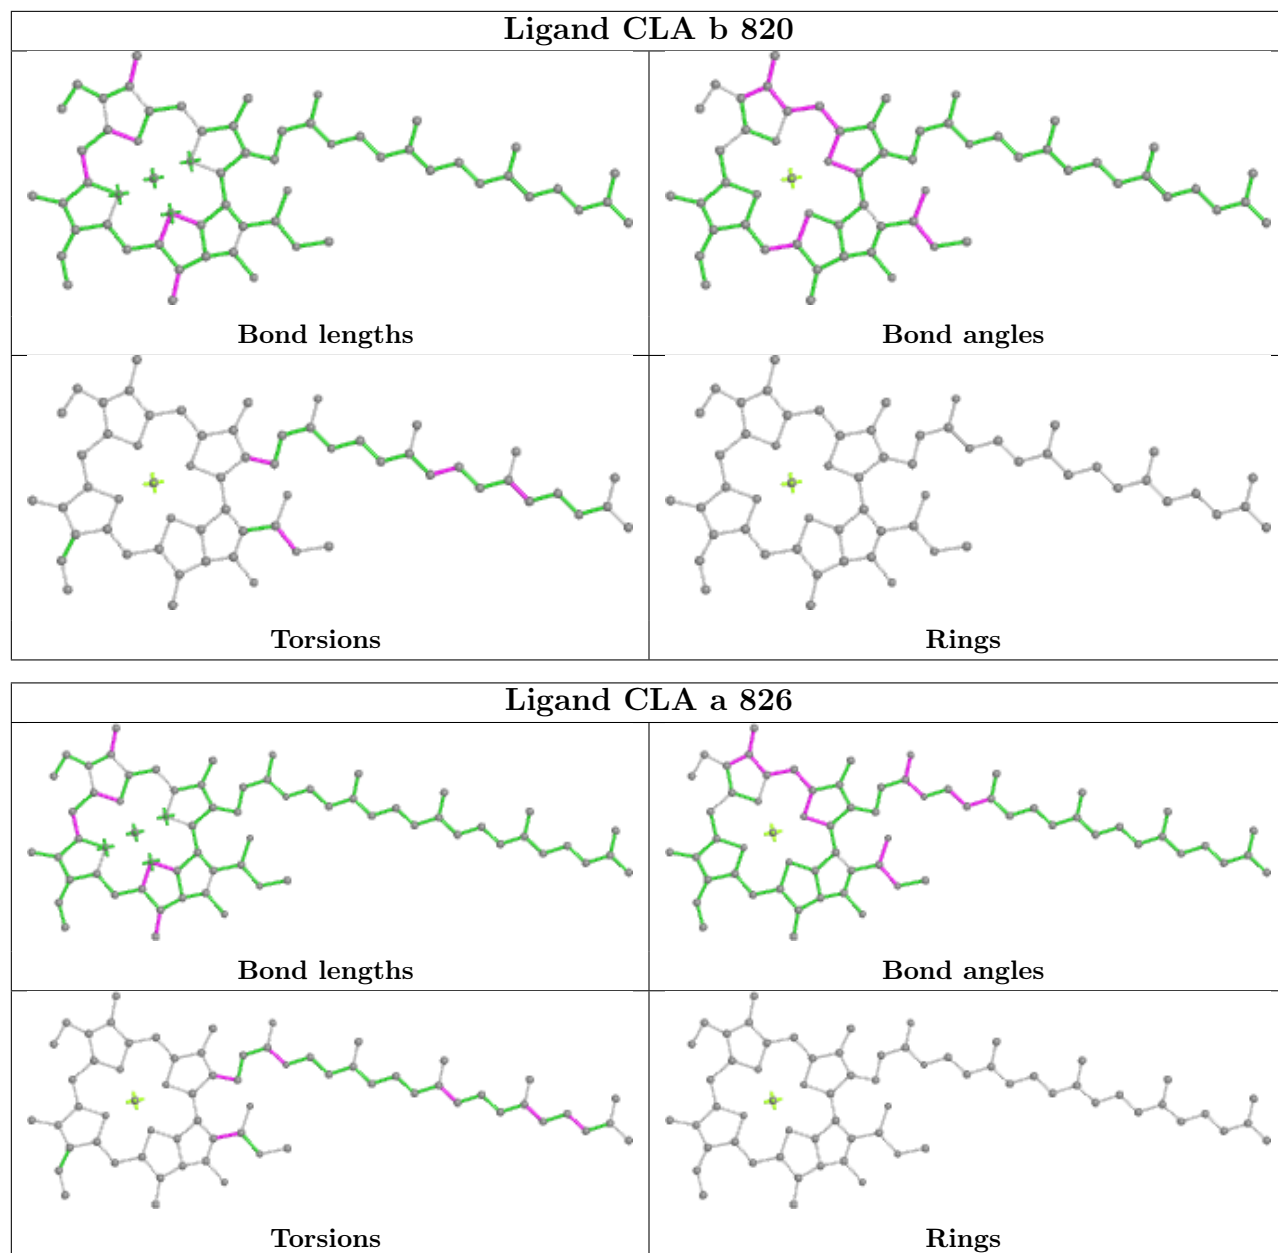 Ligand CLA b 820
Bond lengths
Bond angles
Torsions
Rings
Ligand CLA a 826
Bond lengths
Bond angles
Torsions
Rings